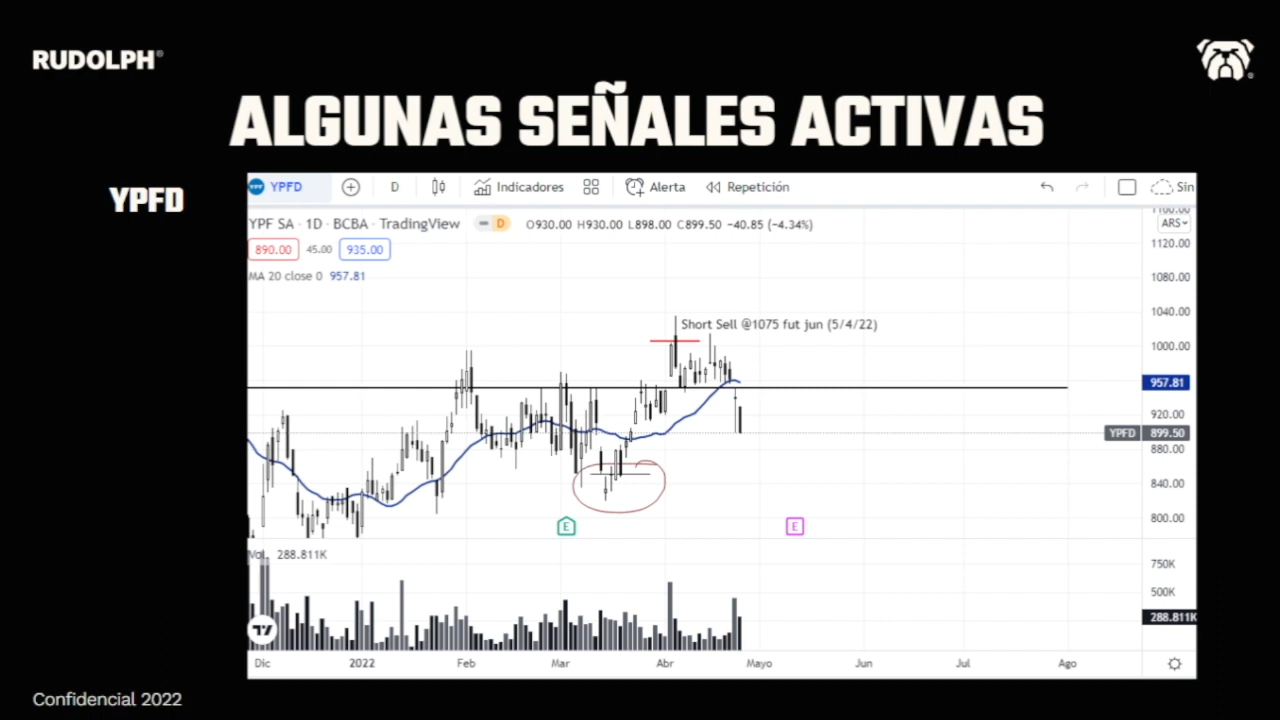 RUDOLPH®
ALGUNAS SEÑALES ACTIVAS
YPFD
YPFD D Indicadores Alerta Repetición Sin
YPF SA · 1D · BCBA · TradingView D O930.00 H930.00 L898.00 C899.50 −40.85 (−4.34%)
890.00 45.00 935.00
MA 20 close 0 957.81
Short Sell @1075 fut jun (5/4/22)
ARS
1120.00
1080.00
1040.00
1000.00
957.81
920.00
YPFD 899.50
880.00
840.00
800.00
E E
Vol. 288.811K
750K
500K
288.811K
Dic 2022 Feb Mar Abr Mayo Jun Jul Ago
Confidencial 2022